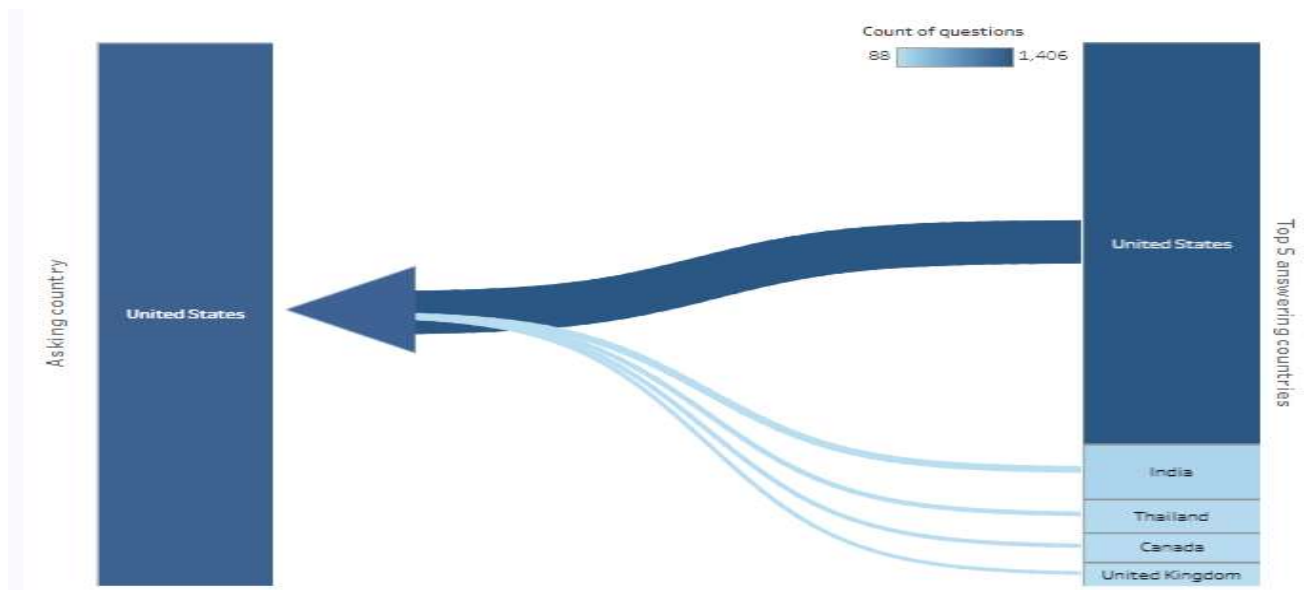 Count of questions
88 1,406
Asking country
United States
United States
India
Thailand
Canada
United Kingdom
Top 5 answering countries